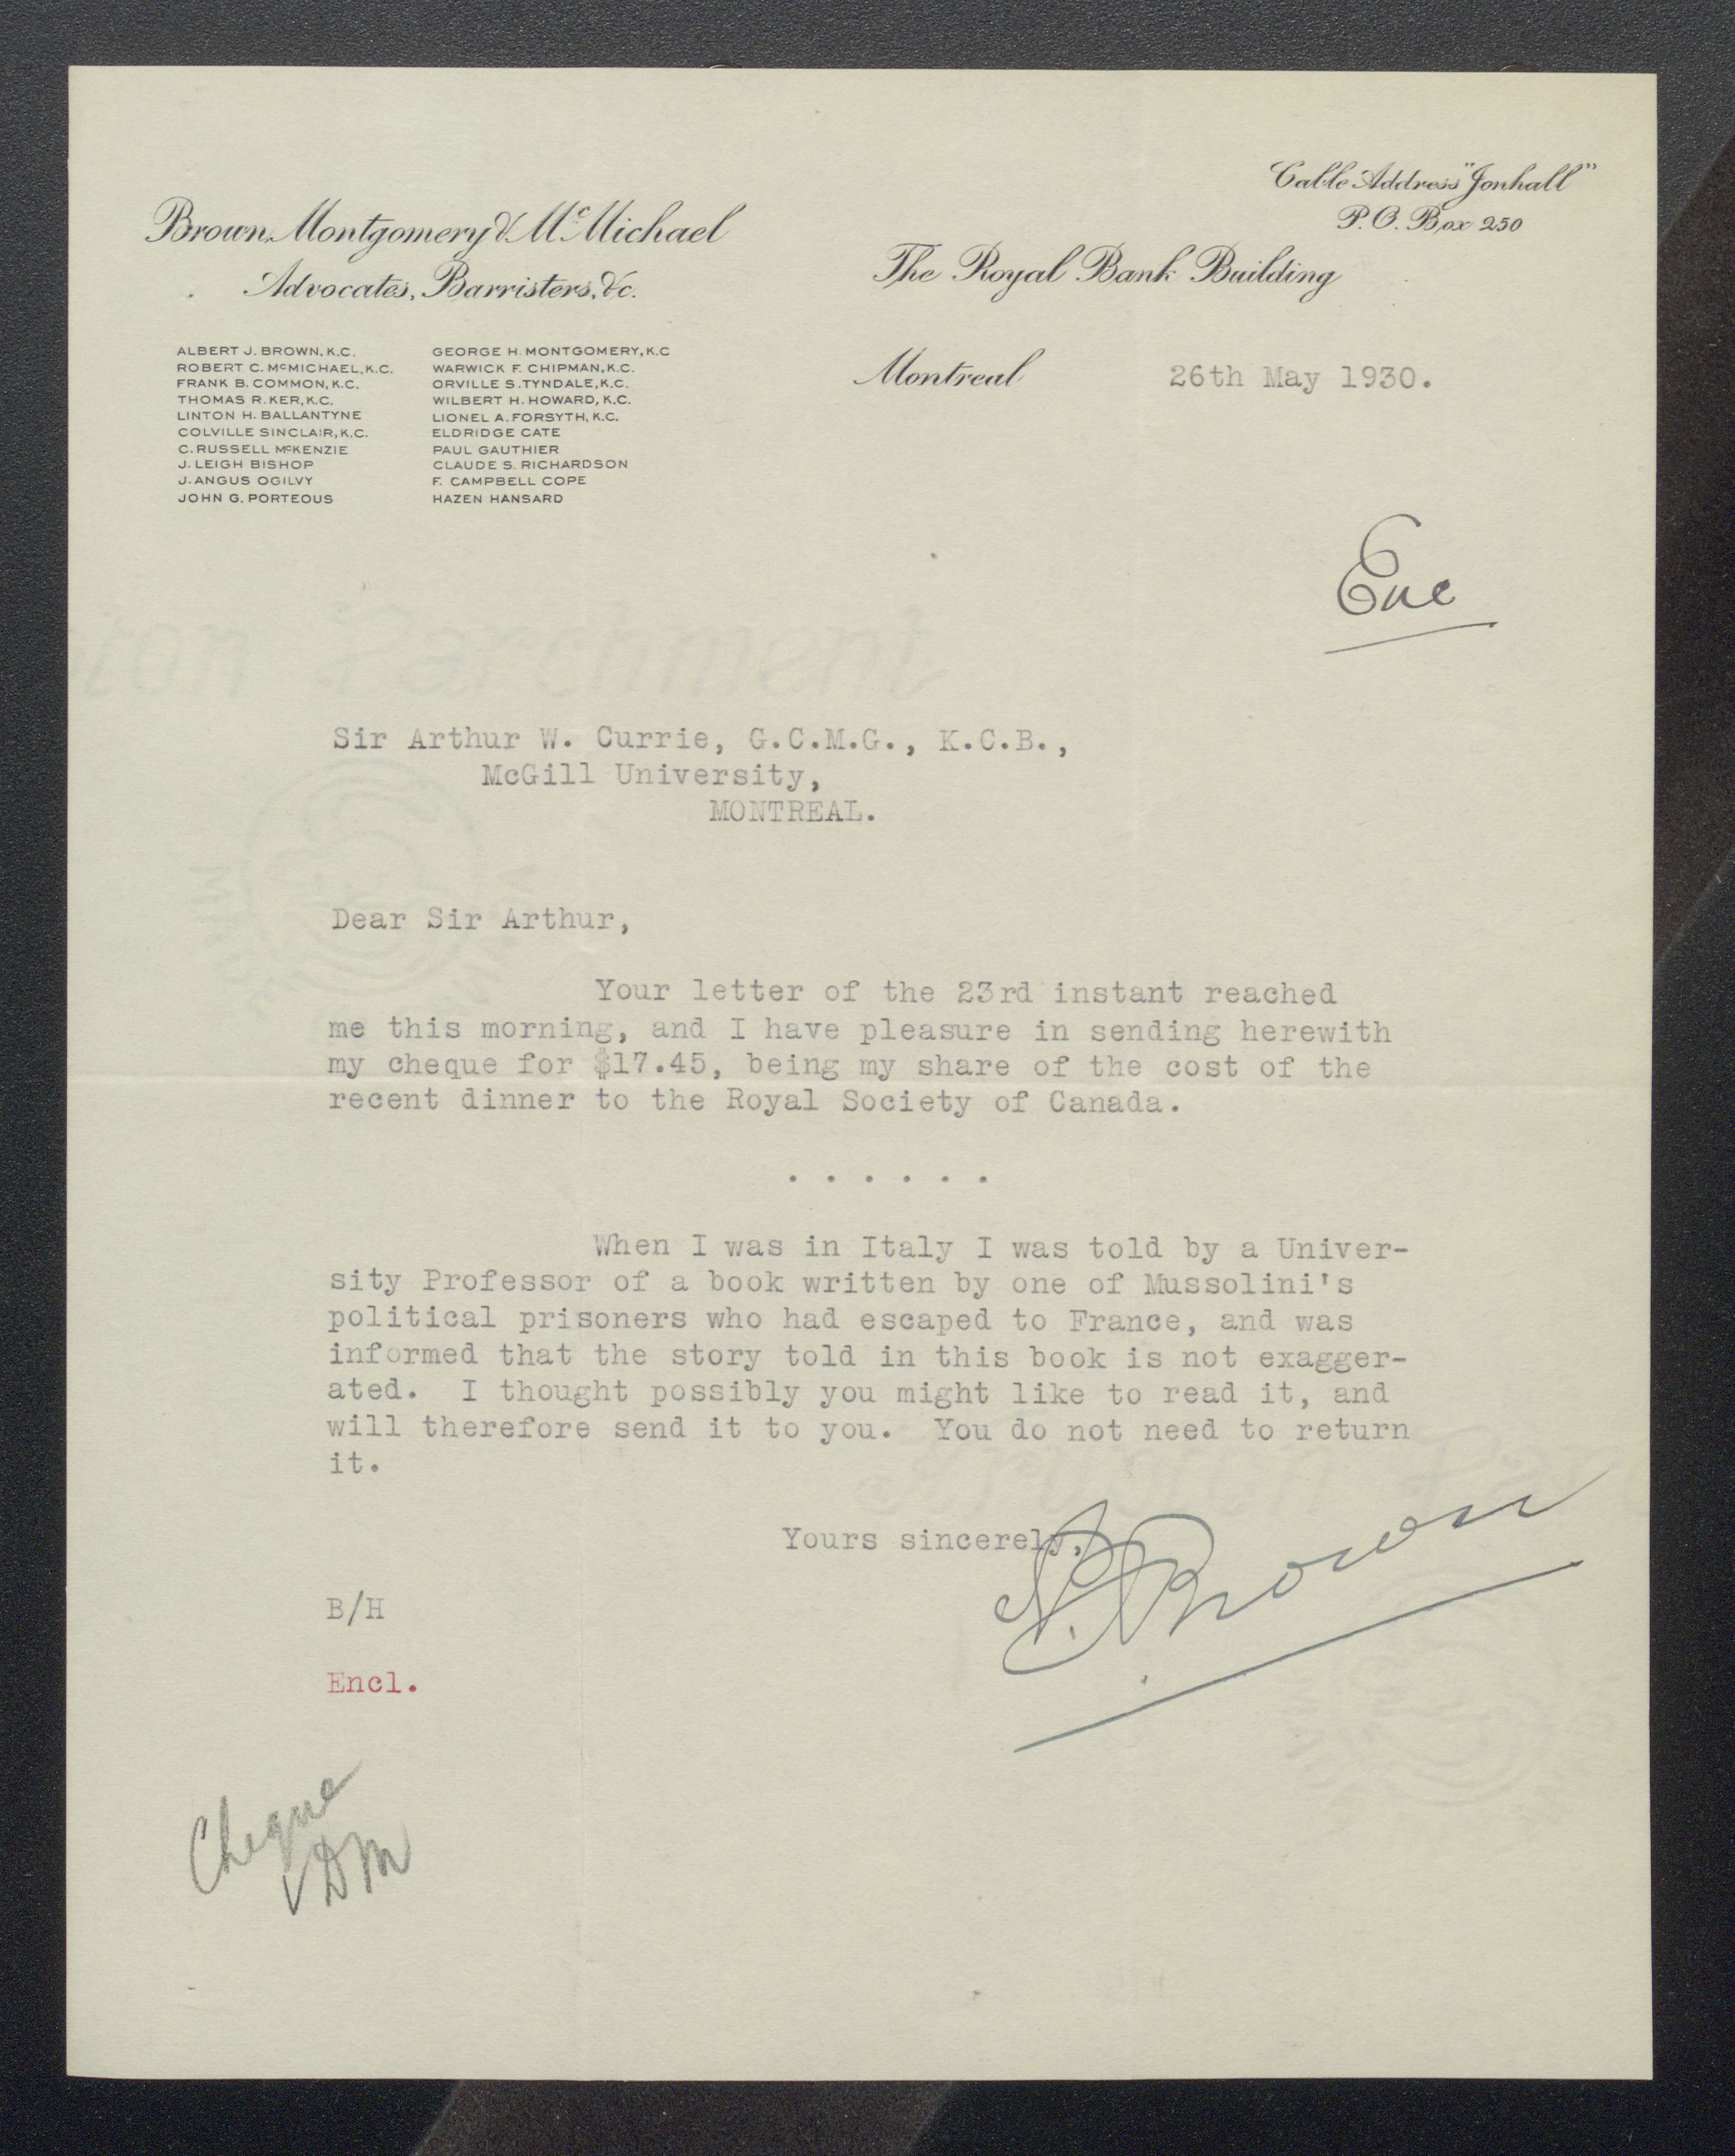 Cable Address "Jonhall"
P.O. Box 250
Brown, Montgomery & McMichael
Advocates, Barristers, &c.
The Royal Bank Building
ALBERT J. BROWN, K.C.
ROBERT C. McMICHAEL, K.C.
FRANK B. COMMON, K.C.
THOMAS R. KER, K.C.
LINTON H. BALLANTYNE
COLVILLE SINCLAIR, K.C.
C. RUSSELL McKENZIE
J. LEIGH BISHOP
J. ANGUS OGILVY
JOHN G. PORTEOUS
GEORGE H. MONTGOMERY, K.C
WARWICK F. CHIPMAN, K.C.
ORVILLE S. TYNDALE, K.C.
WILBERT H. HOWARD, K.C.
LIONEL A. FORSYTH, K.C.
ELDRIDGE CATE
PAUL GAUTHIER
CLAUDE S. RICHARDSON
F. CAMPBELL COPE
HAZEN HANSARD
Montreal 26th May 1930.
Sir Arthur W. Currie, G.C.M.G., K.C.B.,
McGill University,
MONTREAL.
Dear Sir Arthur,
Your letter of the 23rd instant reached
me this morning, and I have pleasure in sending herewith
my cheque for $17.45, being my share of the cost of the
recent dinner to the Royal Society of Canada.
. . . . . .
When I was in Italy I was told by a Univer-
sity Professor of a book written by one of Mussolini's
political prisoners who had escaped to France, and was
informed that the story told in this book is not exagger-
ated. I thought possibly you might like to read it, and
will therefore send it to you. You do not need to return
it.
Yours sincerely,
Brown
B/H
Encl.
Cheque
DM